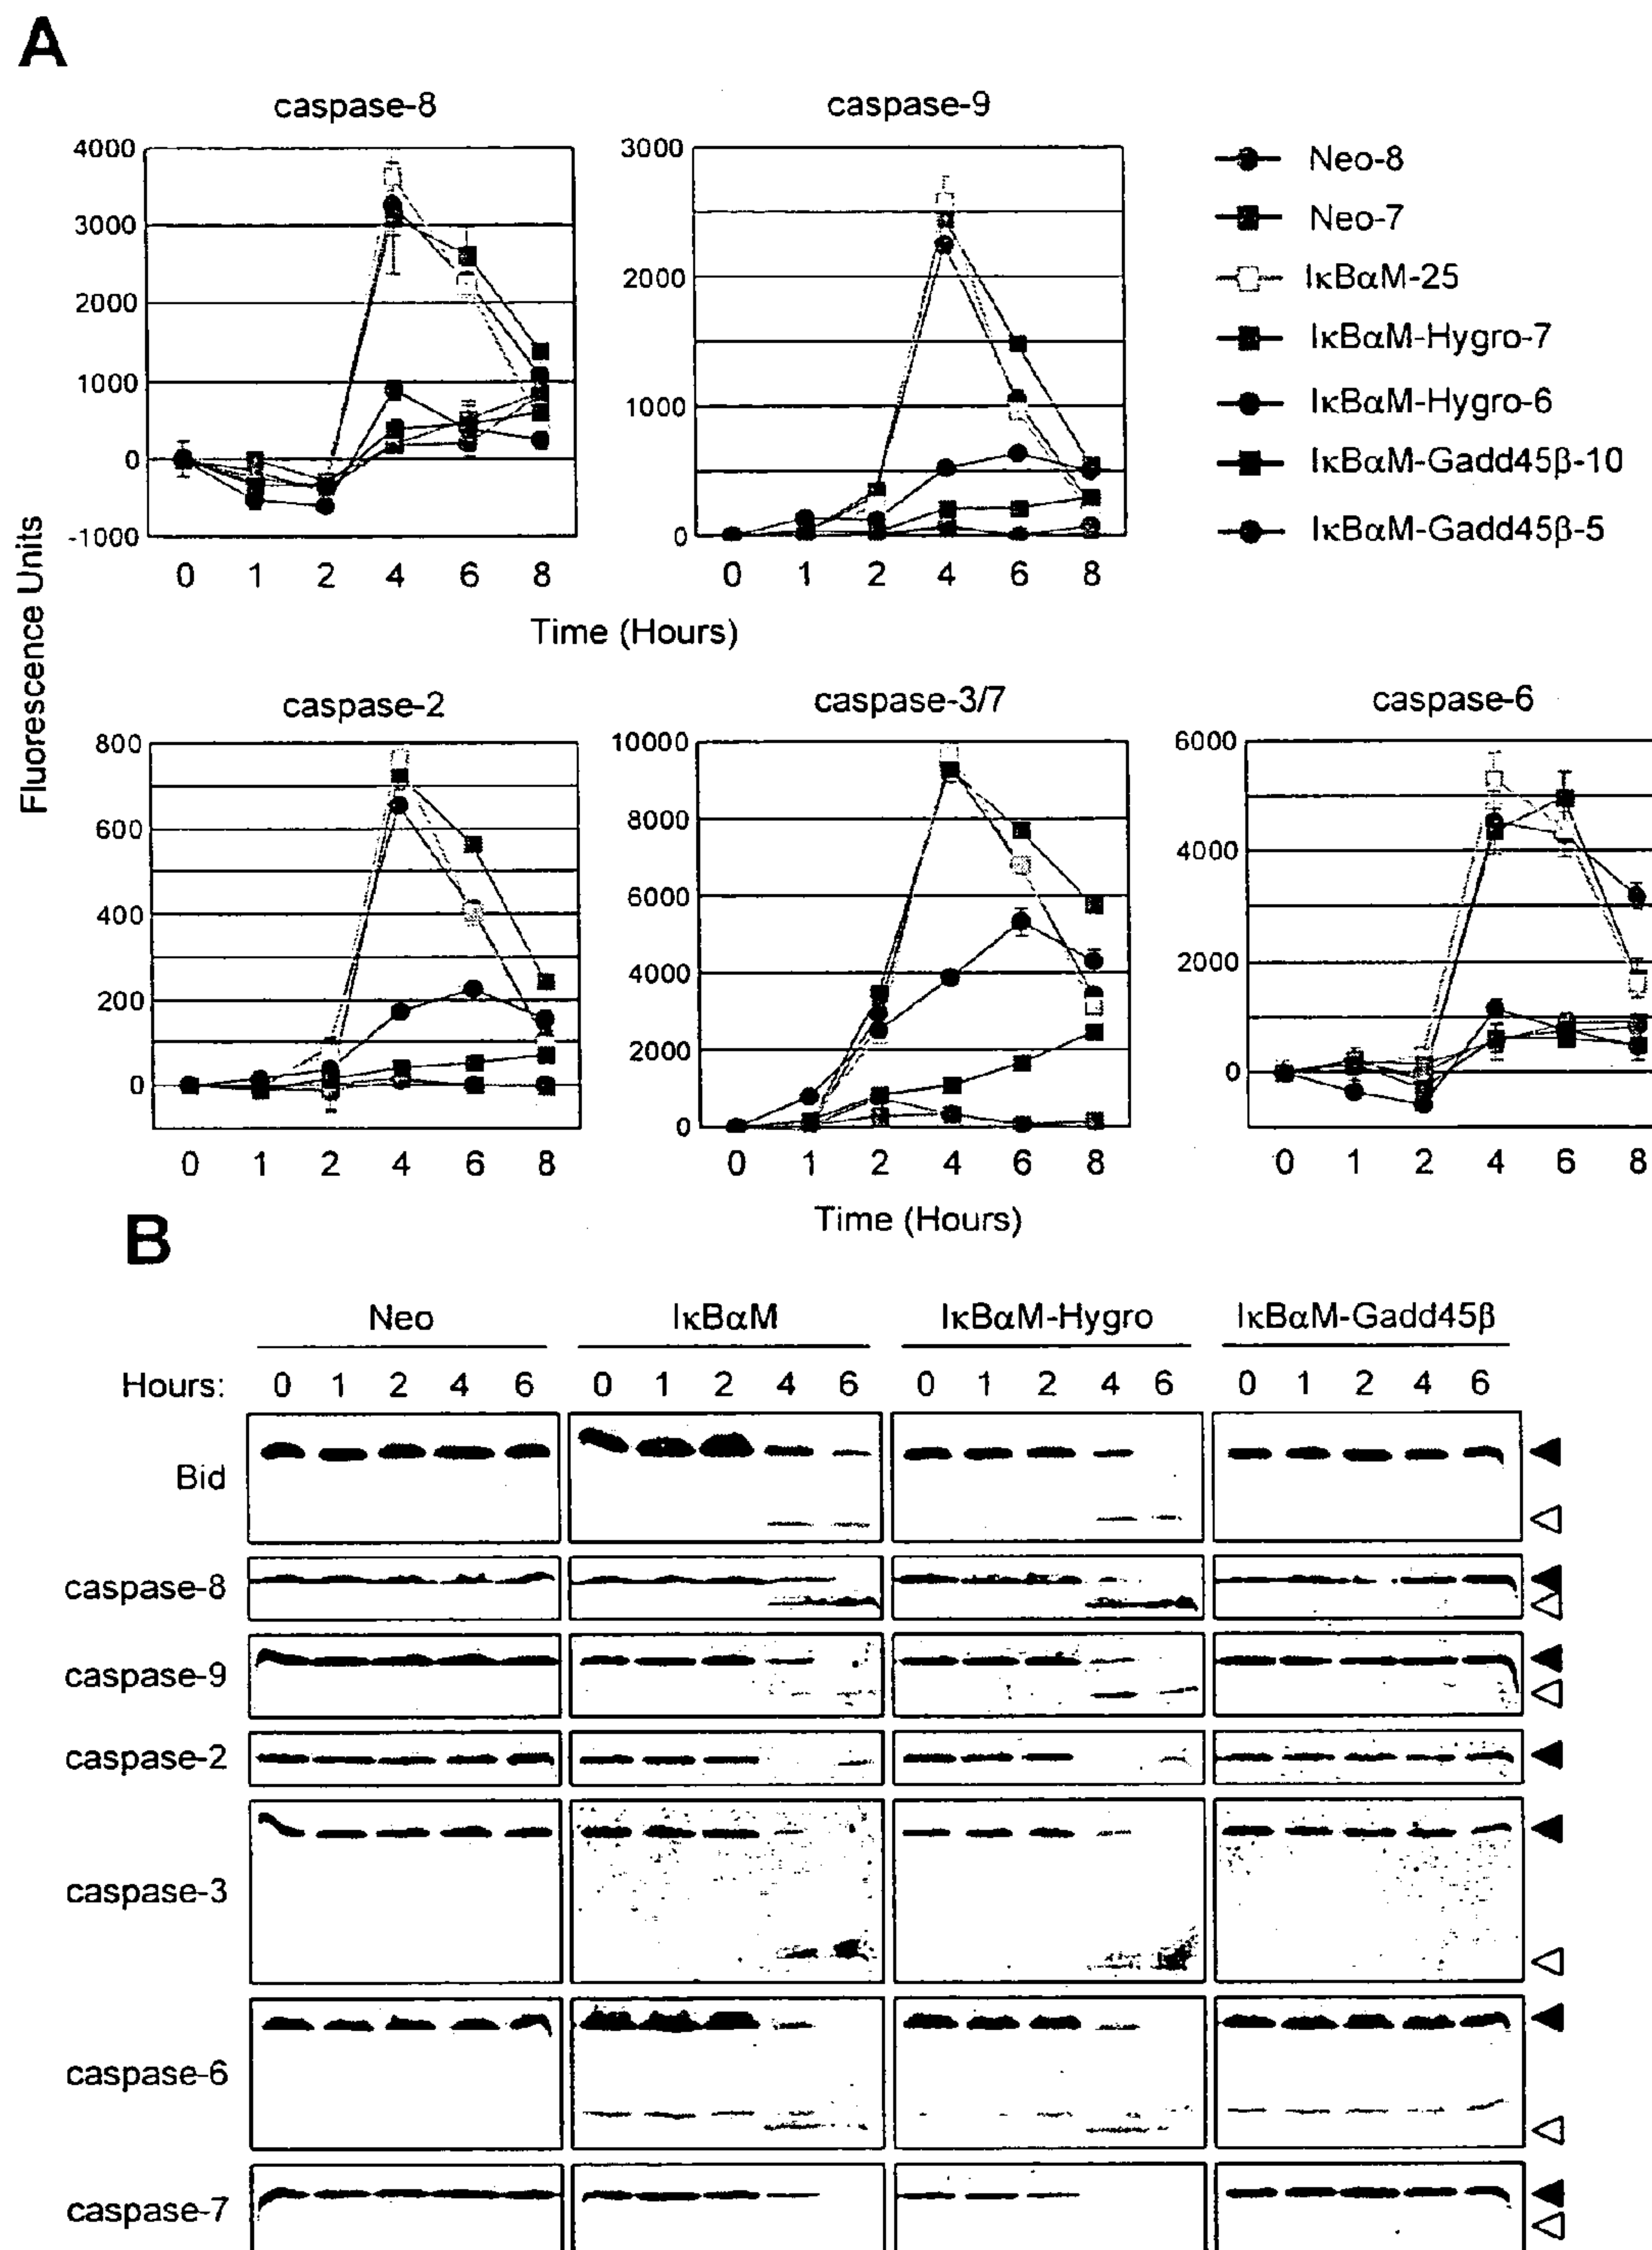 A
caspase-8
caspase-9
4000
3000
2000
1000
0
-1000
3000
2000
1000
0
0 1 2 4 6 8
0 1 2 4 6 8
Time (Hours)
Fluorescence Units
Neo-8
Neo-7
IκBαM-25
IκBαM-Hygro-7
IκBαM-Hygro-6
IκBαM-Gadd45β-10
IκBαM-Gadd45β-5
caspase-2
caspase-3/7
caspase-6
800
600
400
200
0
10000
8000
6000
4000
2000
0
6000
4000
2000
0
0 1 2 4 6 8
0 1 2 4 6 8
0 1 2 4 6 8
Time (Hours)
B
Neo IκBαM IκBαM-Hygro IκBαM-Gadd45β
Hours: 0 1 2 4 6 0 1 2 4 6 0 1 2 4 6 0 1 2 4 6
Bid
caspase-8
caspase-9
caspase-2
caspase-3
caspase-6
caspase-7